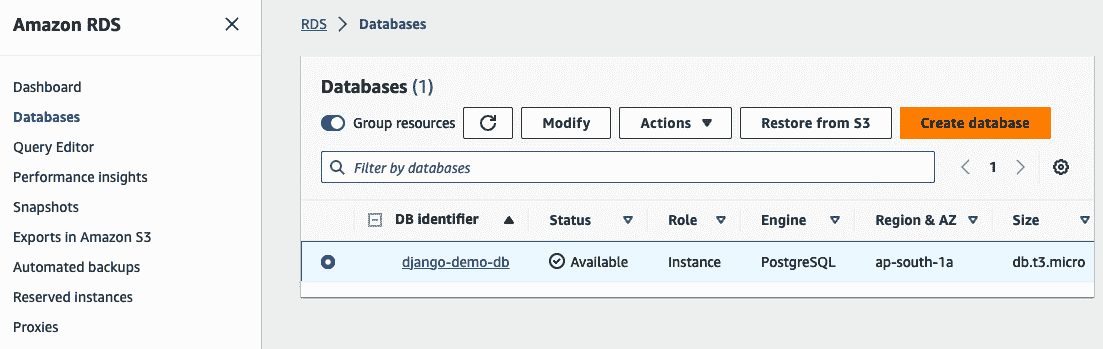 Amazon RDS
Dashboard
Databases
Query Editor
Performance insights
Snapshots
Exports in Amazon S3
Automated backups
Reserved instances
Proxies
RDS > Databases
Databases (1)
Group resources Modify Actions Restore from S3 Create database
Filter by databases 1
DB identifier Status Role Engine Region & AZ Size
django-demo-db Available Instance PostgreSQL ap-south-1a db.t3.micro